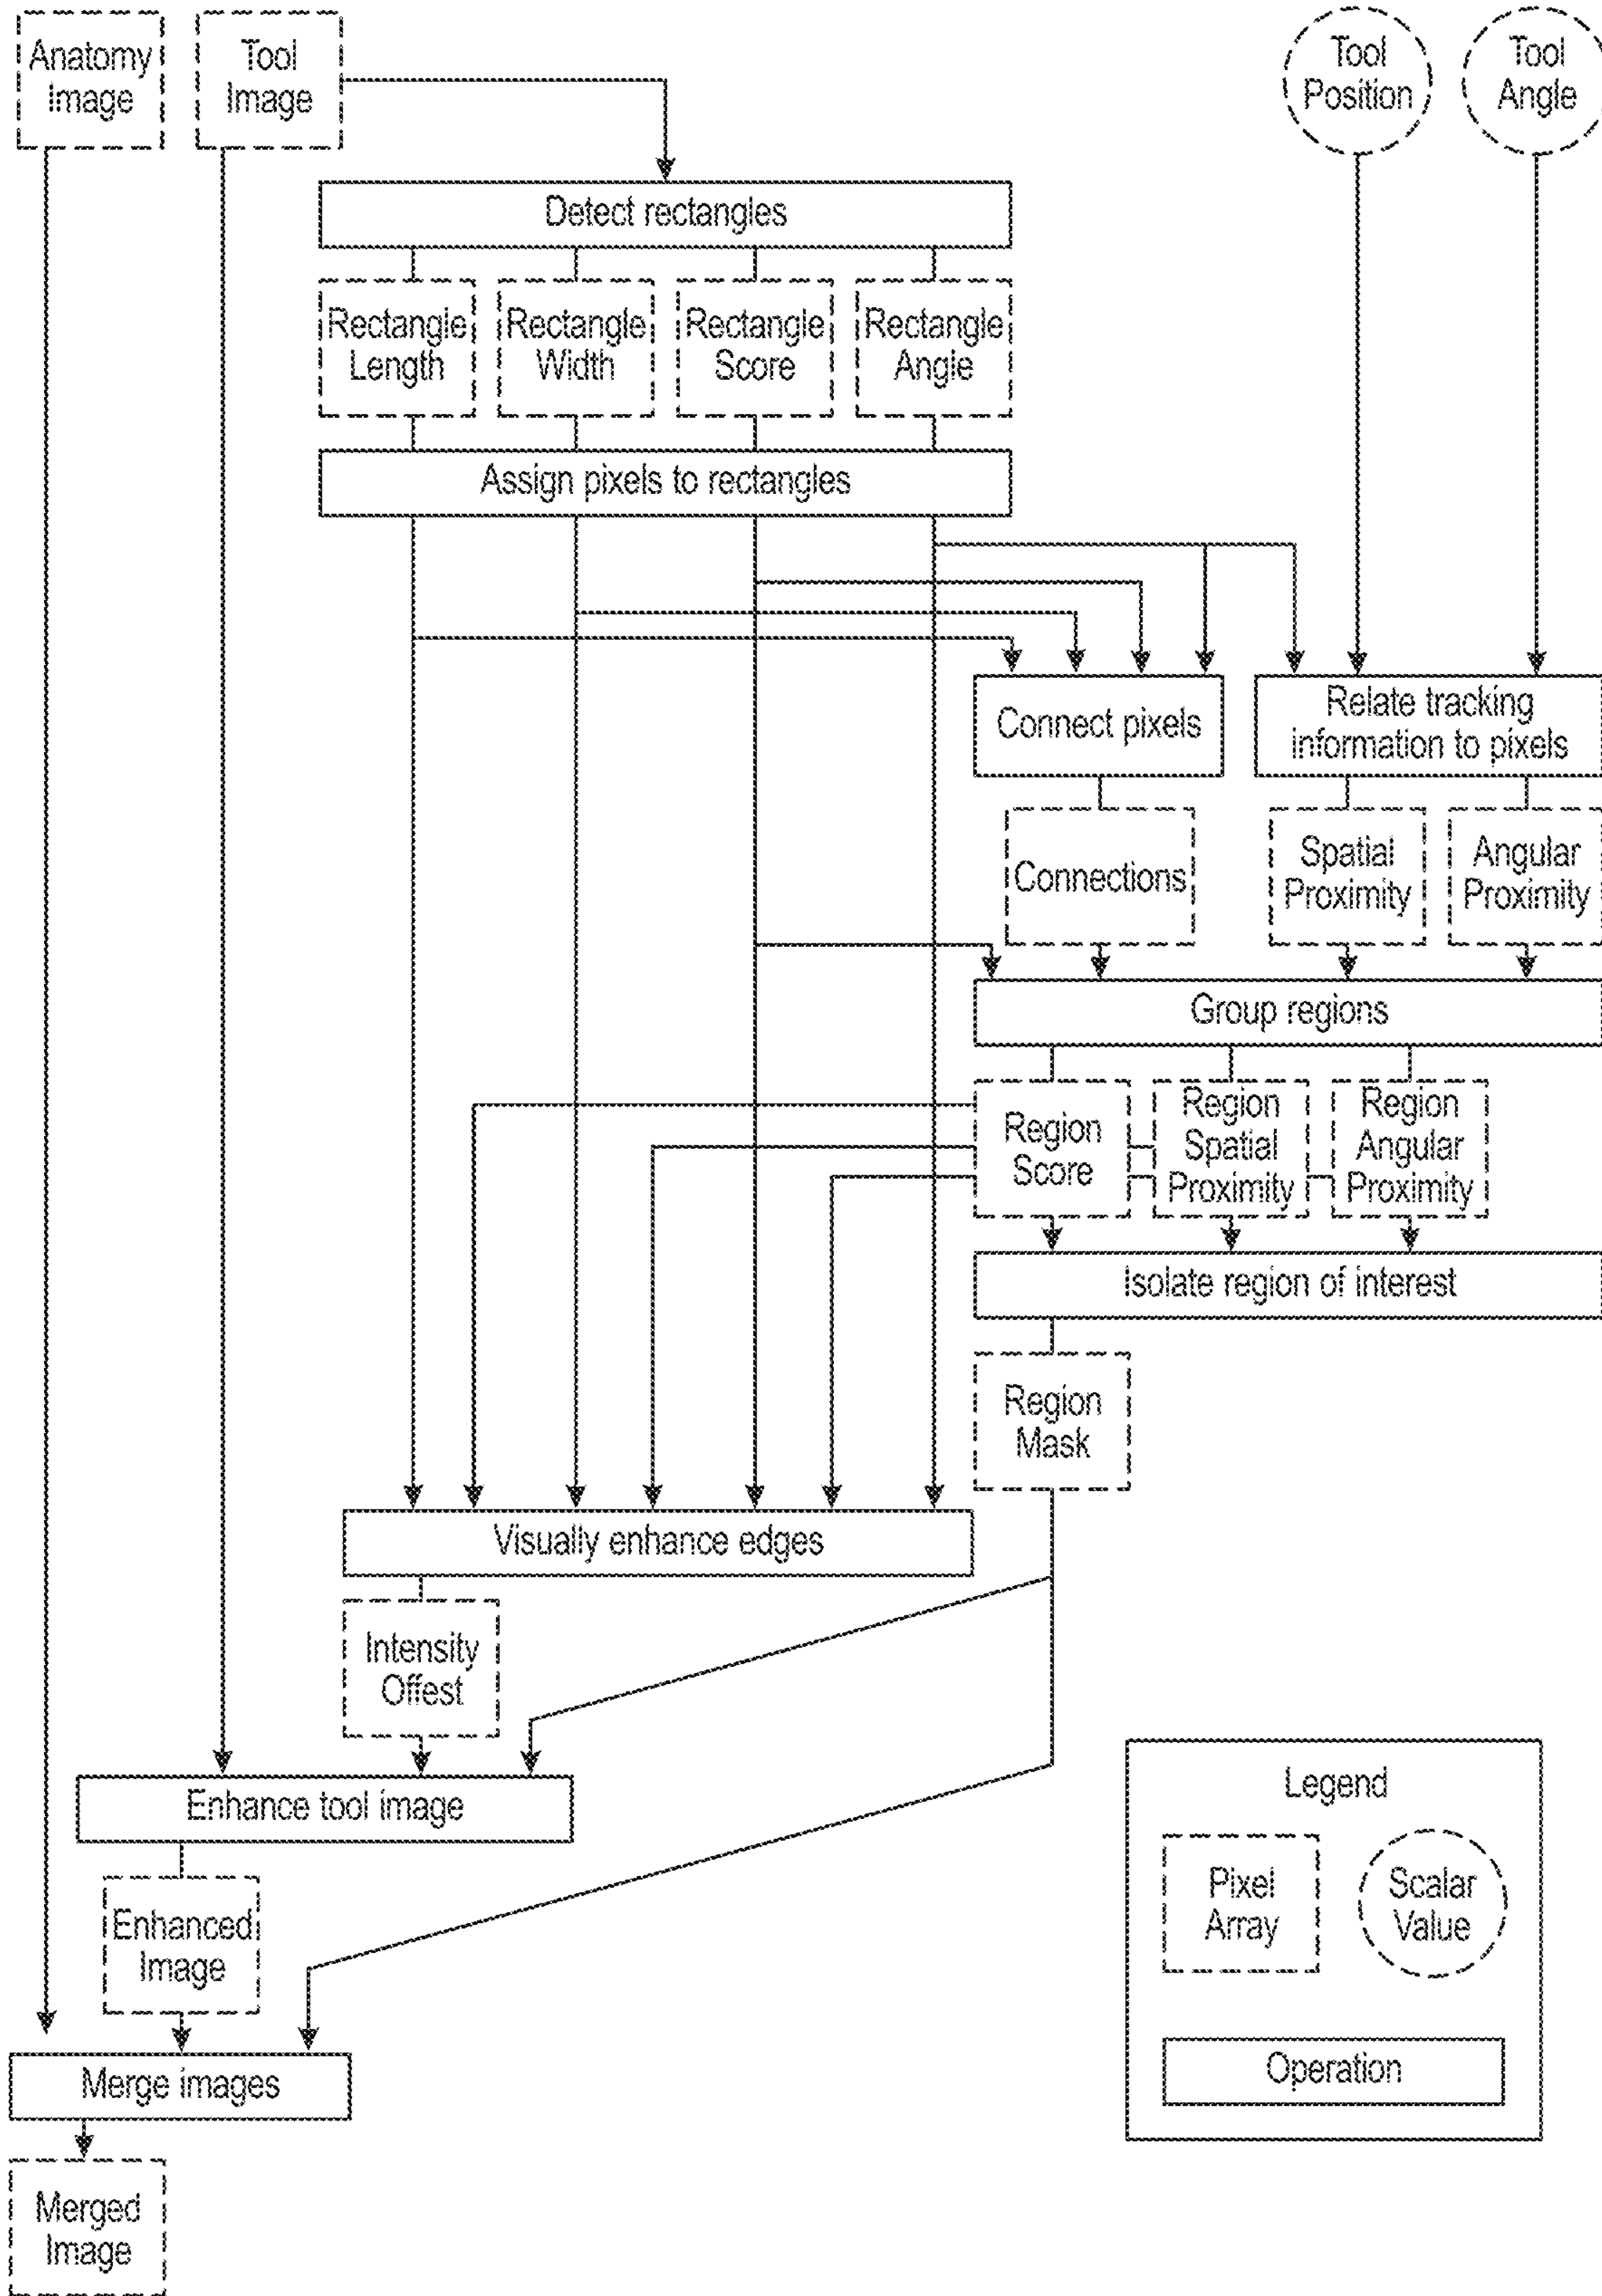 Anatomy
Image
Tool
Image
Tool
Position
Tool
Angle
Detect rectangles
Rectangle
Length
Rectangle
Width
Rectangle
Score
Rectangle
Angle
Assign pixels to rectangles
Connect pixels
Relate tracking
information to pixels
Connections
Spatial
Proximity
Angular
Proximity
Group regions
Region
Score
Region
Spatial
Proximity
Region
Angular
Proximity
Isolate region of interest
Region
Mask
Visually enhance edges
Intensity
Offest
Enhance tool image
Enhanced
Image
Merge images
Merged
Image
Legend
Pixel
Array
Scalar
Value
Operation